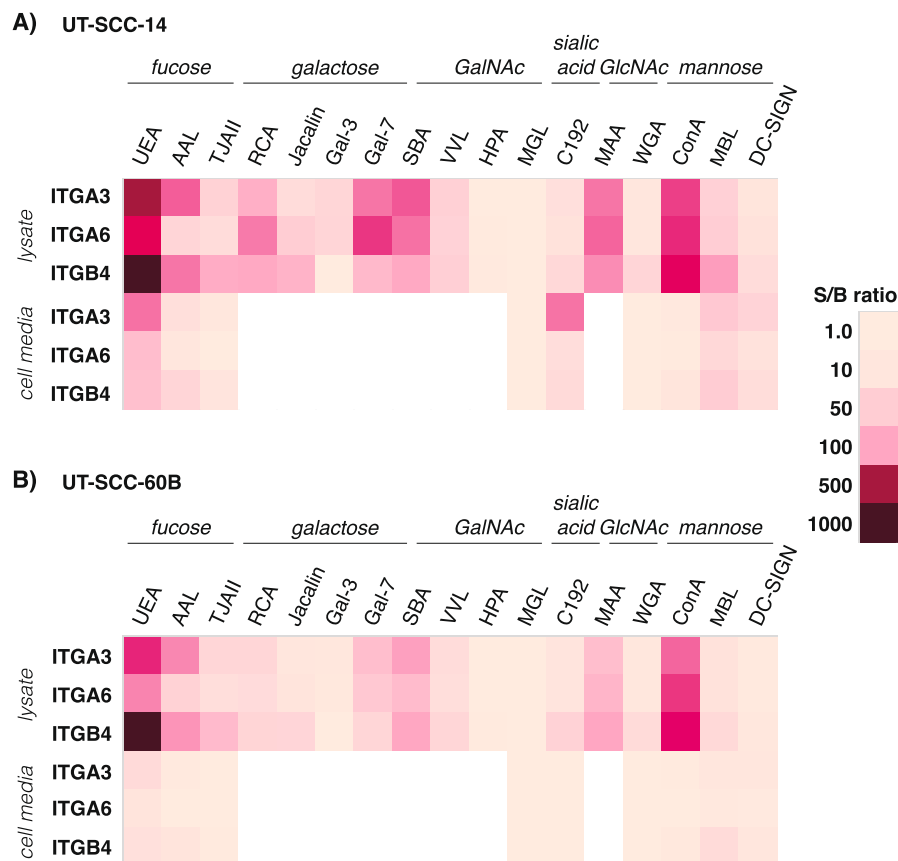 A) UT-SCC-14
fucose galactose GalNAc sialic acid GlcNAc mannose
UEA AAL TJAII RCA Jacalin Gal-3 Gal-7 SBA VVL HPA MGL C192 MAA WGA ConA MBL DC-SIGN
lysate
ITGA3
ITGA6
ITGB4
cell media
ITGA3
ITGA6
ITGB4
S/B ratio
1.0
10
50
100
500
1000
B) UT-SCC-60B
fucose galactose GalNAc sialic acid GlcNAc mannose
UEA AAL TJAII RCA Jacalin Gal-3 Gal-7 SBA VVL HPA MGL C192 MAA WGA ConA MBL DC-SIGN
lysate
ITGA3
ITGA6
ITGB4
cell media
ITGA3
ITGA6
ITGB4